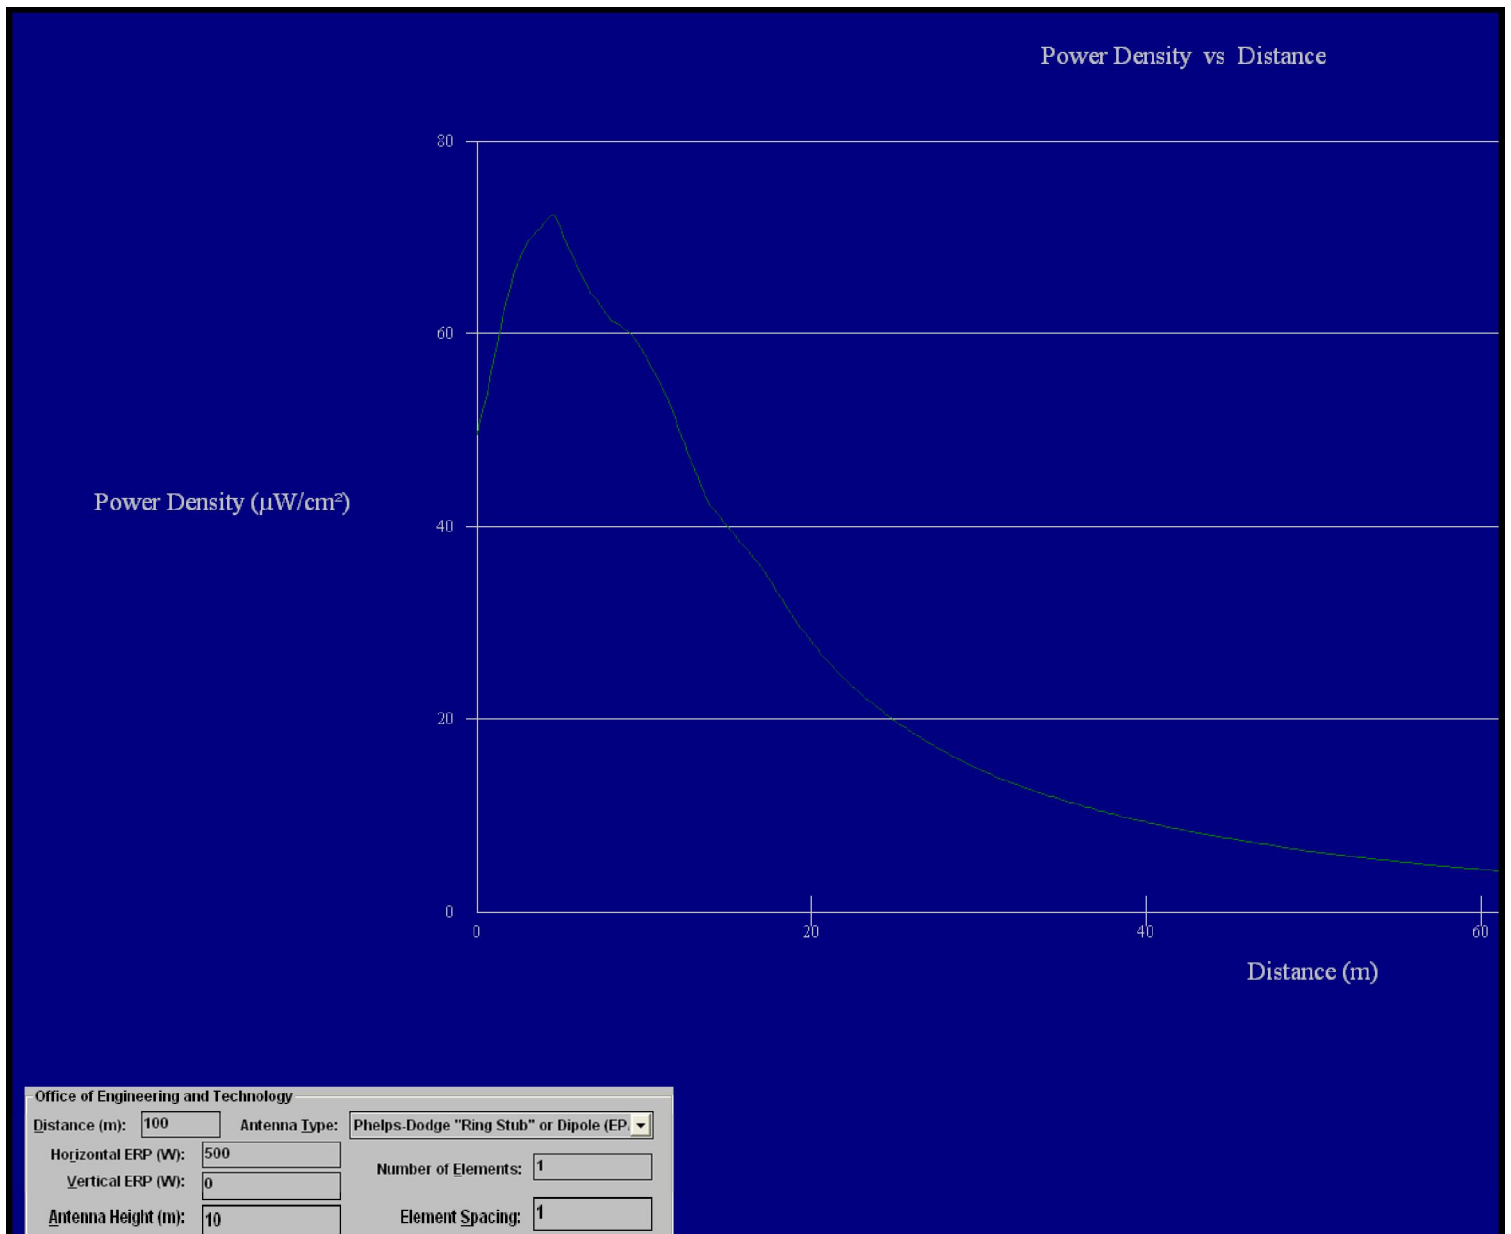 Power Density vs Distance
80
60
Power Density (µW/cm²)
40
20
0
0 20 40 60
Distance (m)
Office of Engineering and Technology
Distance (m): 100 Antenna Type: Phelps-Dodge "Ring Stub" or Dipole (EP
Horizontal ERP (W): 500
Number of Elements: 1
Vertical ERP (W): 0
Antenna Height (m): 10 Element Spacing: 1